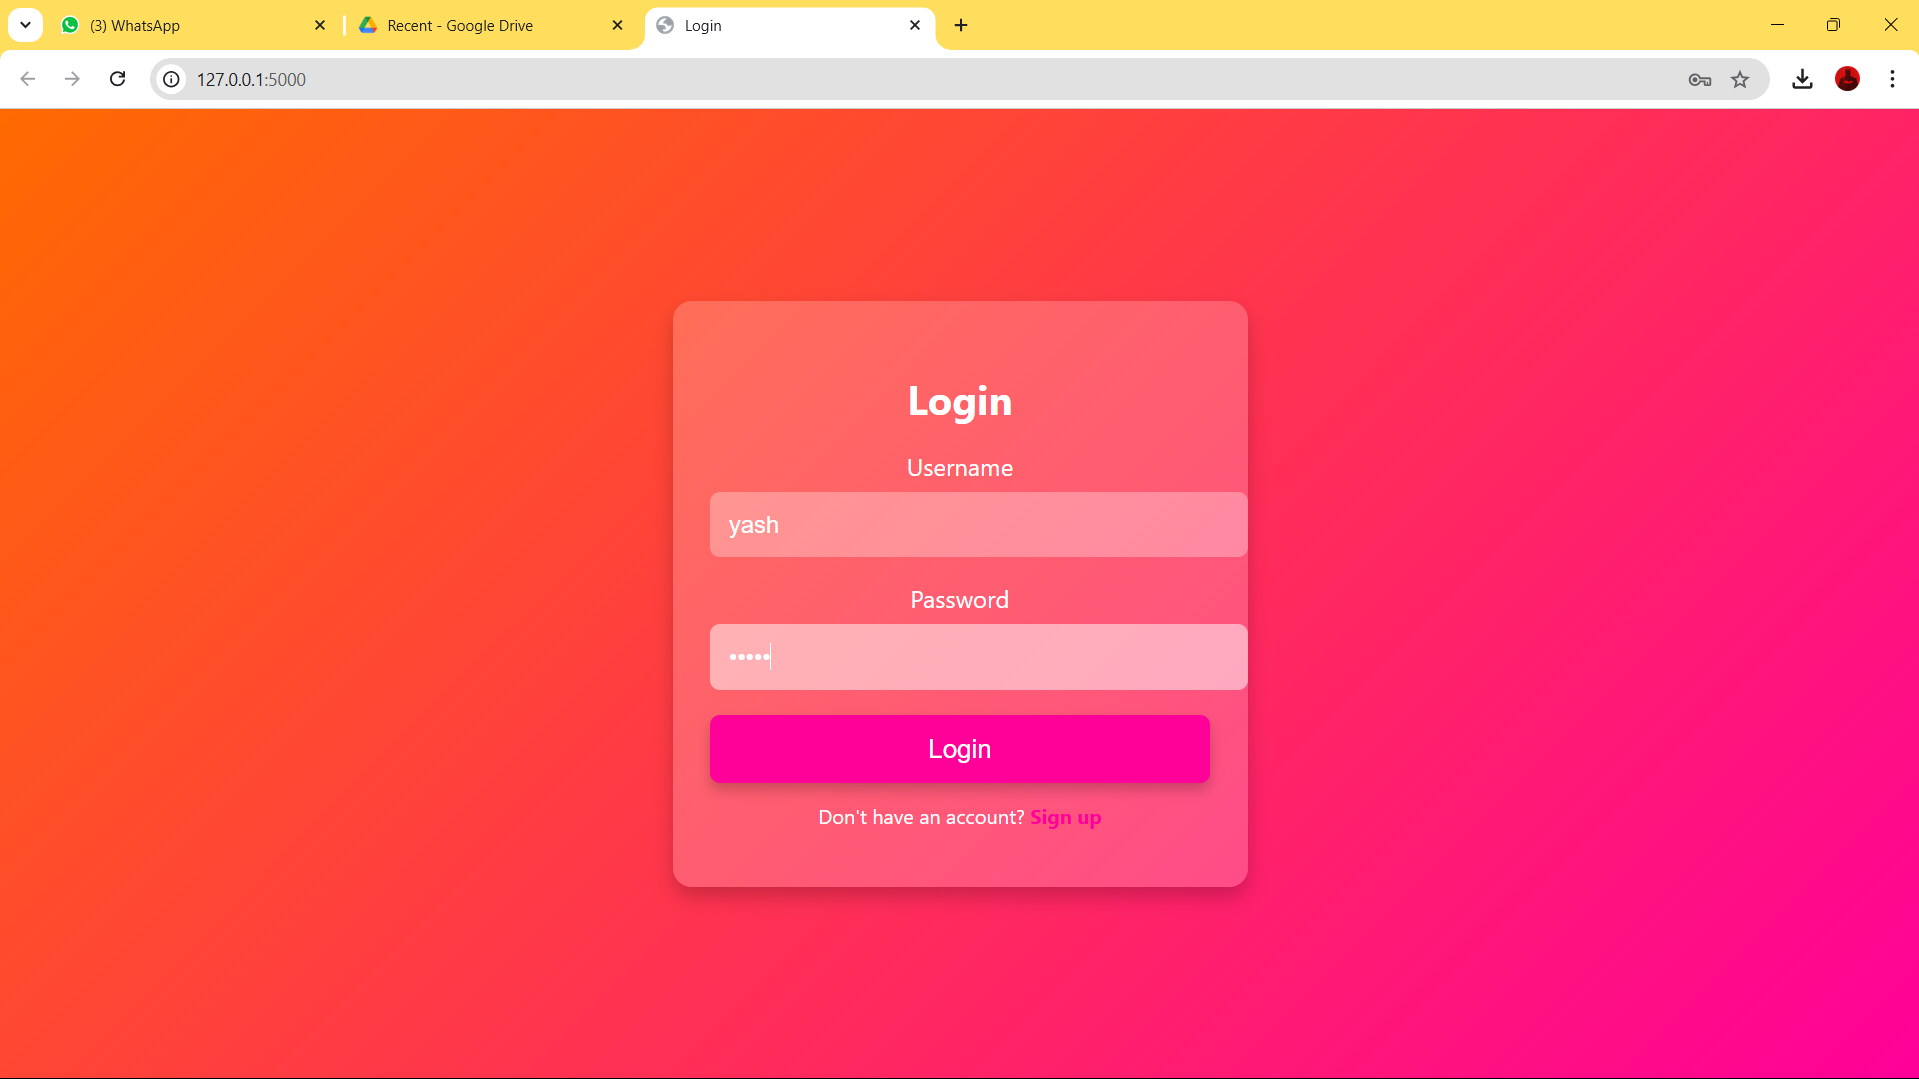 (3) WhatsApp
Recent - Google Drive
Login
127.0.0.1:5000
Login
Username
yash
Password
•••••
Login
Don't have an account? Sign up